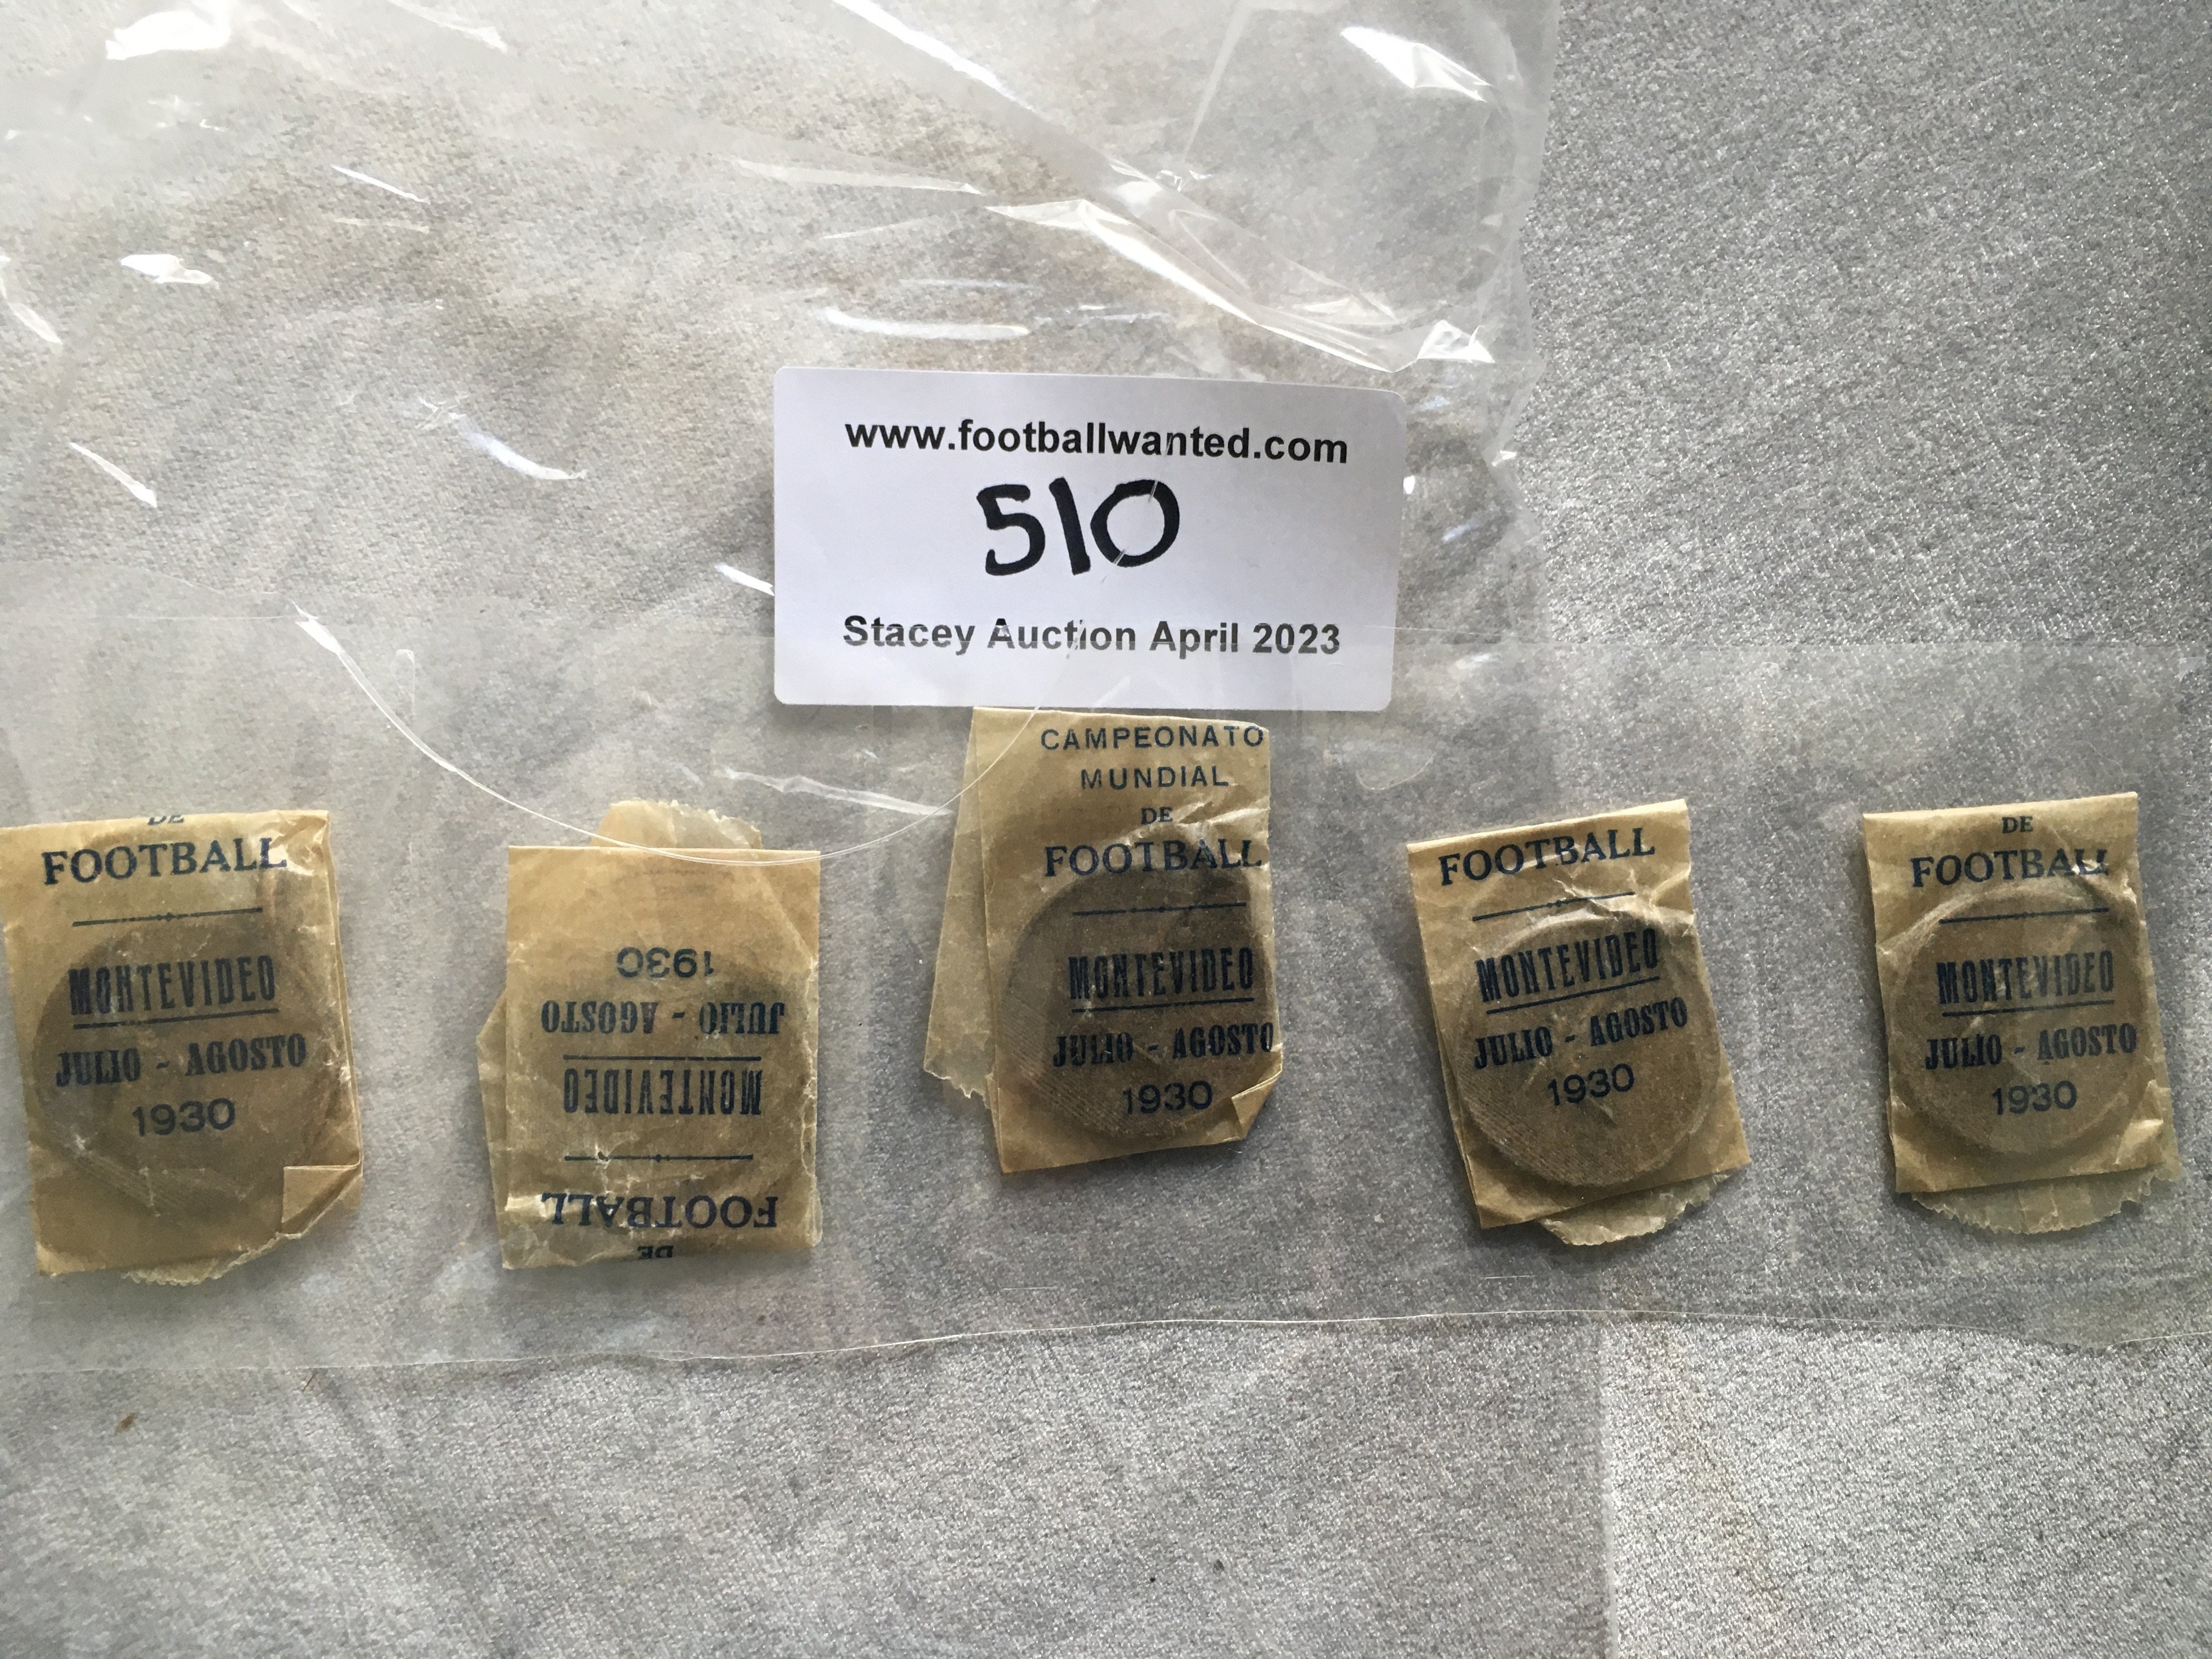 www.footballwanted.com
510
Stacey Auction April 2023
DE
FOOTBALL
MONTEVIDEO
JULIO - AGOSTO
1930
DE
FOOTBALL
MONTEVIDEO
JULIO - AGOSTO
1930
CAMPEONATO
MUNDIAL
DE
FOOTBALL
MONTEVIDEO
JULIO - AGOSTO
1930
FOOTBALL
MONTEVIDEO
JULIO - AGOSTO
1930
DE
FOOTBALL
MONTEVIDEO
JULIO - AGOSTO
1930